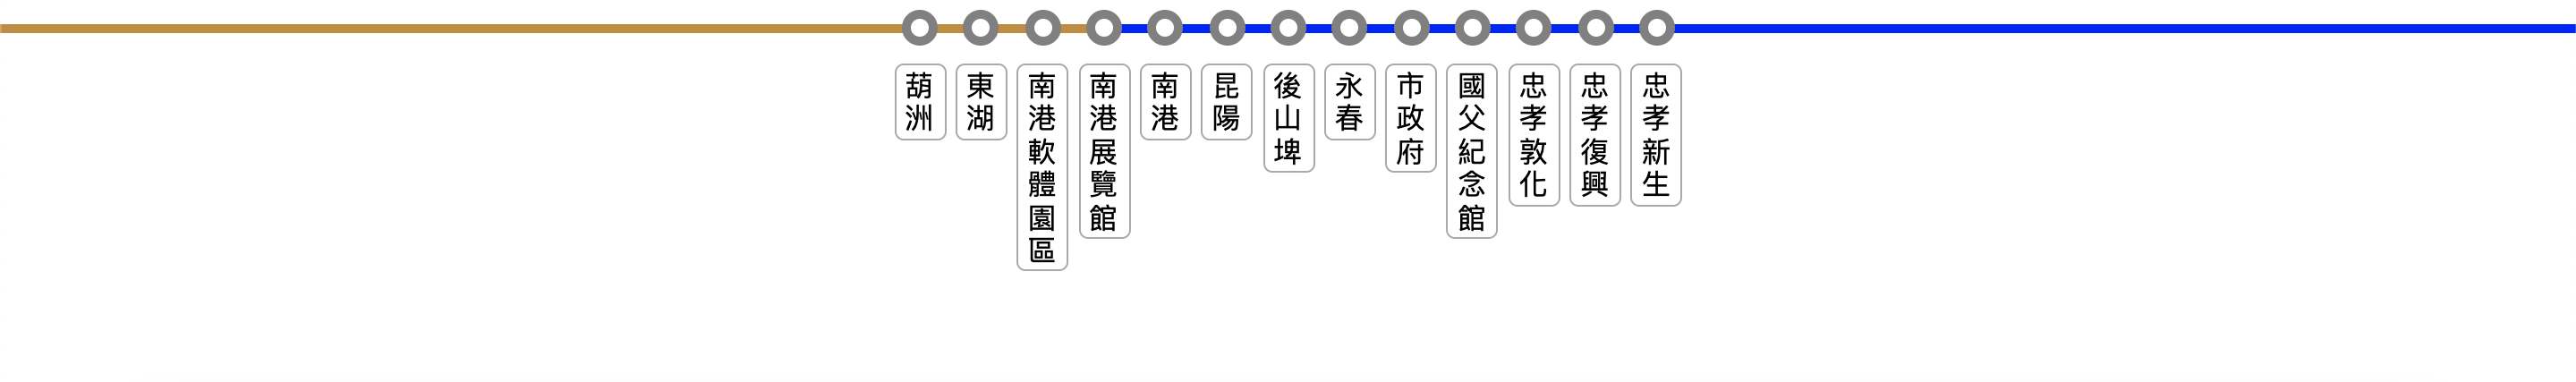 葫洲
東湖
南港軟體園區
南港展覽館
南港
昆陽
後山埤
永春
市政府
國父紀念館
忠孝敦化
忠孝復興
忠孝新生